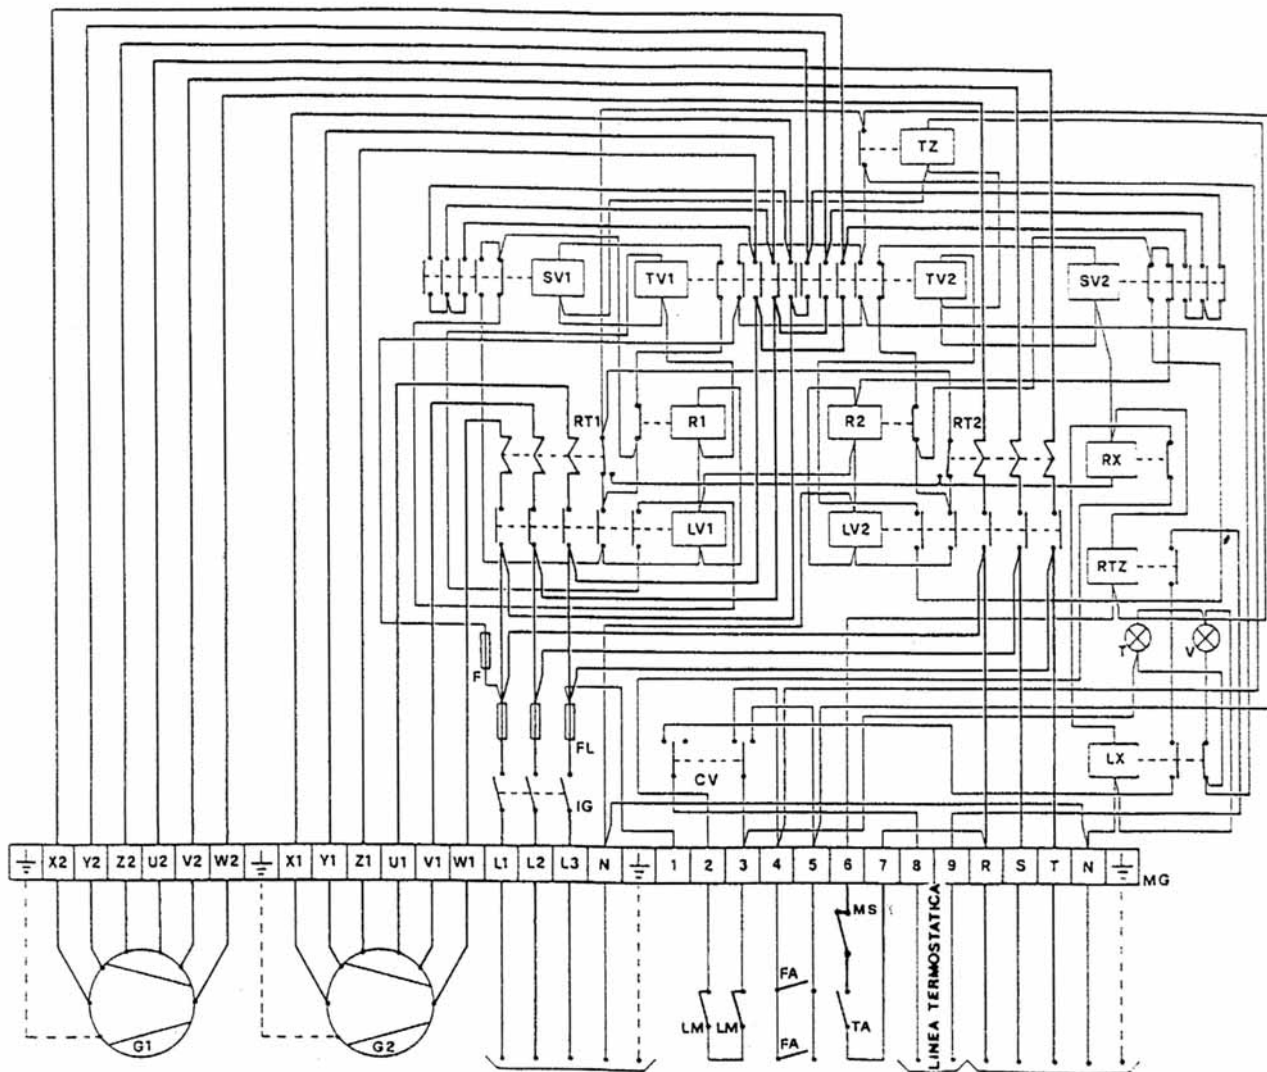 TZ
SV1 TV1 TV2 SV2
RT1 R1 R2 RT2 RX
LV1 LV2 RTZ
T V
F
FL CV LX
IG
X2 Y2 Z2 U2 V2 W2 X1 Y1 Z1 U1 V1 W1 L1 L2 L3 N 1 2 3 4 5 6 7 8 9 R S T N MG
MS
FA
LM LM TA
FA
G1 G2
LINEA TERMOSTATICA